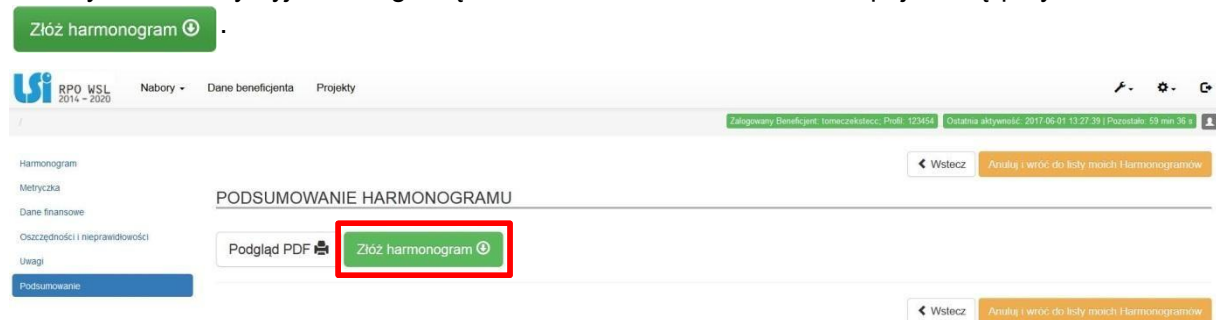 Złóż harmonogram
.
LSI RPO WSL
2014 – 2020
Nabory
Dane beneficjenta
Projekty
/
Zalogowany Beneficjent: tomeczekstecc; Profil: 123454
Ostatnia aktywność: 2017-06-01 13:27:39 | Pozostało: 59 min 36 s
Harmonogram
Metryczka
Dane finansowe
Oszczędności i nieprawidłowości
Uwagi
Podsumowanie
Wstecz
Anuluj i wróć do listy moich Harmonogramów
PODSUMOWANIE HARMONOGRAMU
Podgląd PDF
Złóż harmonogram
Wstecz
Anuluj i wróć do listy moich Harmonogramów